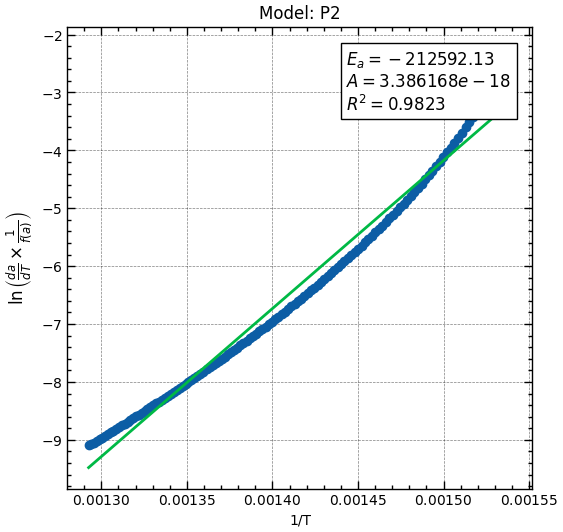 Model: P2
−2
−3
−4
−5
−6
−7
−8
−9
ln(da/dT × 1/f(a))
E_a = −212592.13
A = 3.386168e − 18
R² = 0.9823
0.00130 0.00135 0.00140 0.00145 0.00150 0.00155
1/T